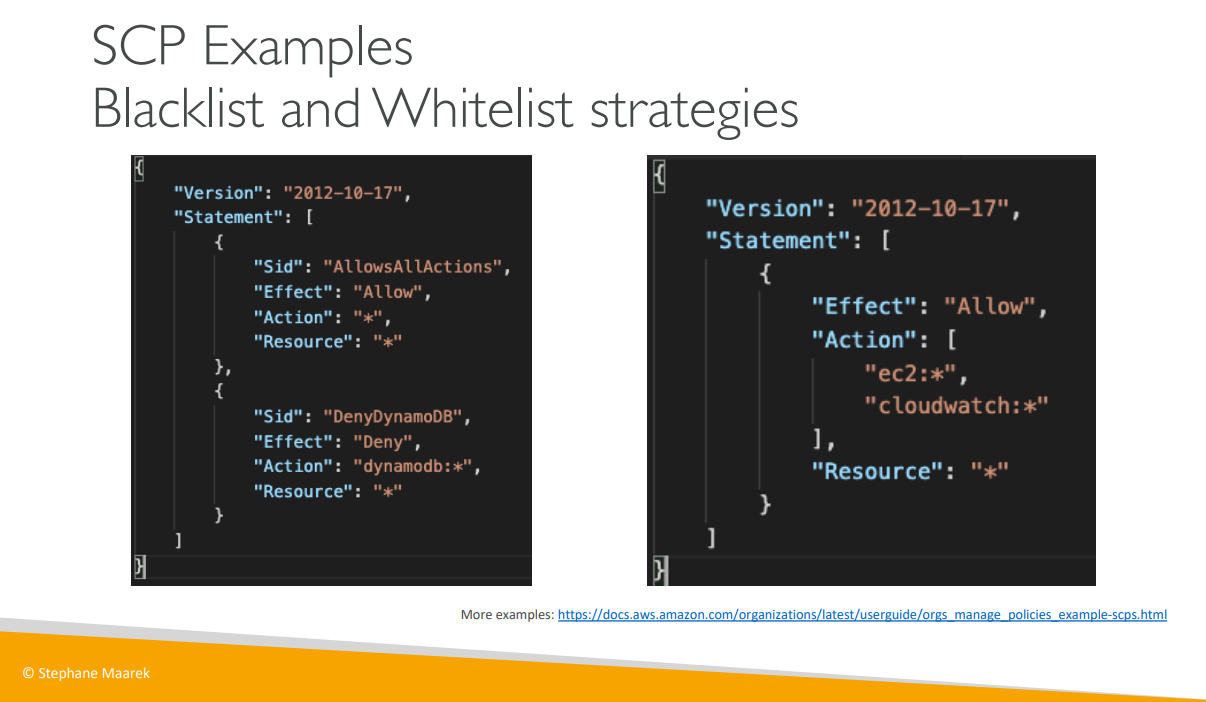 SCP Examples
Blacklist and Whitelist strategies
{
"Version": "2012-10-17",
"Statement": [
{
"Sid": "AllowsAllActions",
"Effect": "Allow",
"Action": "*",
"Resource": "*"
},
{
"Sid": "DenyDynamoDB",
"Effect": "Deny",
"Action": "dynamodb:*",
"Resource": "*"
}
]
}
{
"Version": "2012-10-17",
"Statement": [
{
"Effect": "Allow",
"Action": [
"ec2:*",
"cloudwatch:*"
],
"Resource": "*"
}
]
}
More examples: https://docs.aws.amazon.com/organizations/latest/userguide/orgs_manage_policies_example-scps.html
© Stephane Maarek